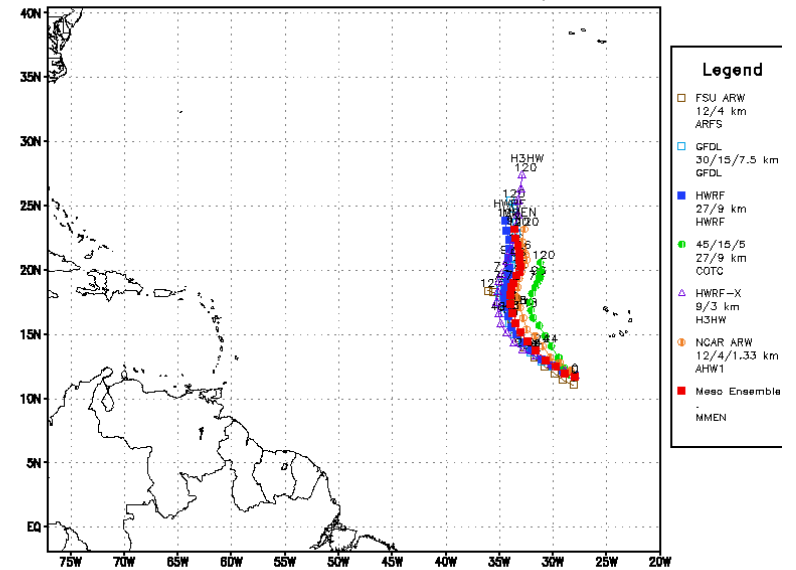 40N
35N
30N
25N
20N
15N
10N
5N
EQ
75W
70W
65W
60W
55W
50W
45W
40W
35W
30W
25W
20W
H3HW
120
120
120
Legend
FSU ARW
12/4 km
ARFS
GFDL
30/15/7.5 km
GFDL
HWRF
27/9 km
HWRF
45/15/5
27/9 km
COTC
HWRF-X
9/3 km
H3HW
NCAR ARW
12/4/1.33 km
AHW1
Meso Ensemble
.
MMEN